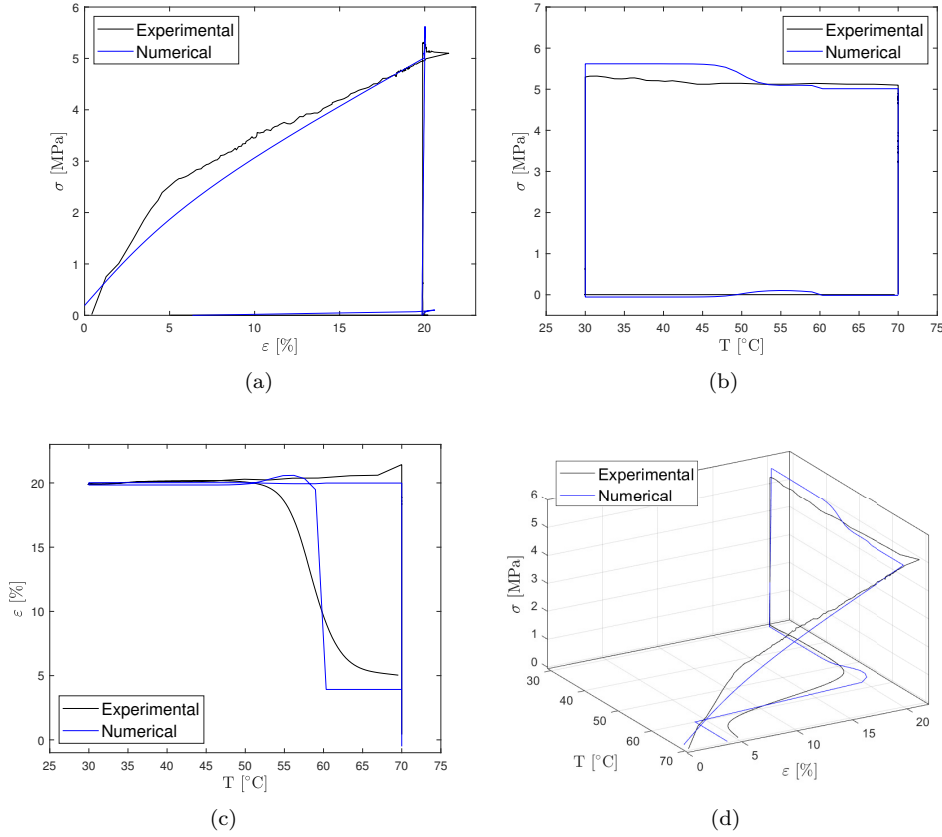 Experimental
Numerical
σ [MPa]
6
5
4
3
2
1
0
0 5 10 15 20
ε [%]
(a)
Experimental
Numerical
σ [MPa]
7
6
5
4
3
2
1
0
25 30 35 40 45 50 55 60 65 70 75
T [°C]
(b)
ε [%]
20
15
10
5
0
Experimental
Numerical
25 30 35 40 45 50 55 60 65 70 75
T [°C]
(c)
Experimental
Numerical
σ [MPa]
6
5
4
3
2
1
0
30
40
50
60
70
T [°C]
0
5
10
15
20
ε [%]
(d)